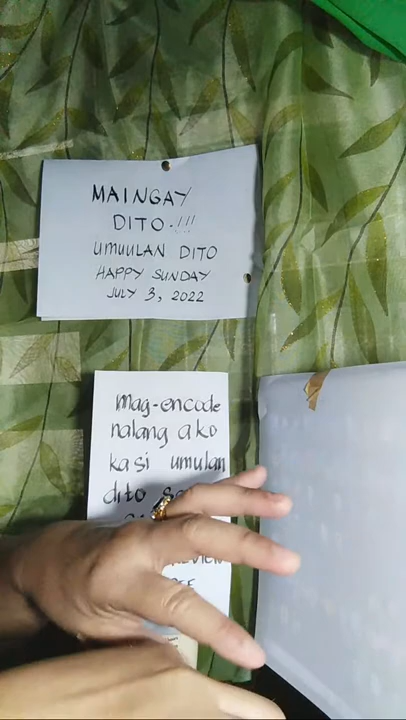 MAINGAY
DITO.!!!
UMUULAN DITO
HAPPY SUNDAY
JULY 3, 2022
mag-encode
nalang ako
kasi umulan
dito